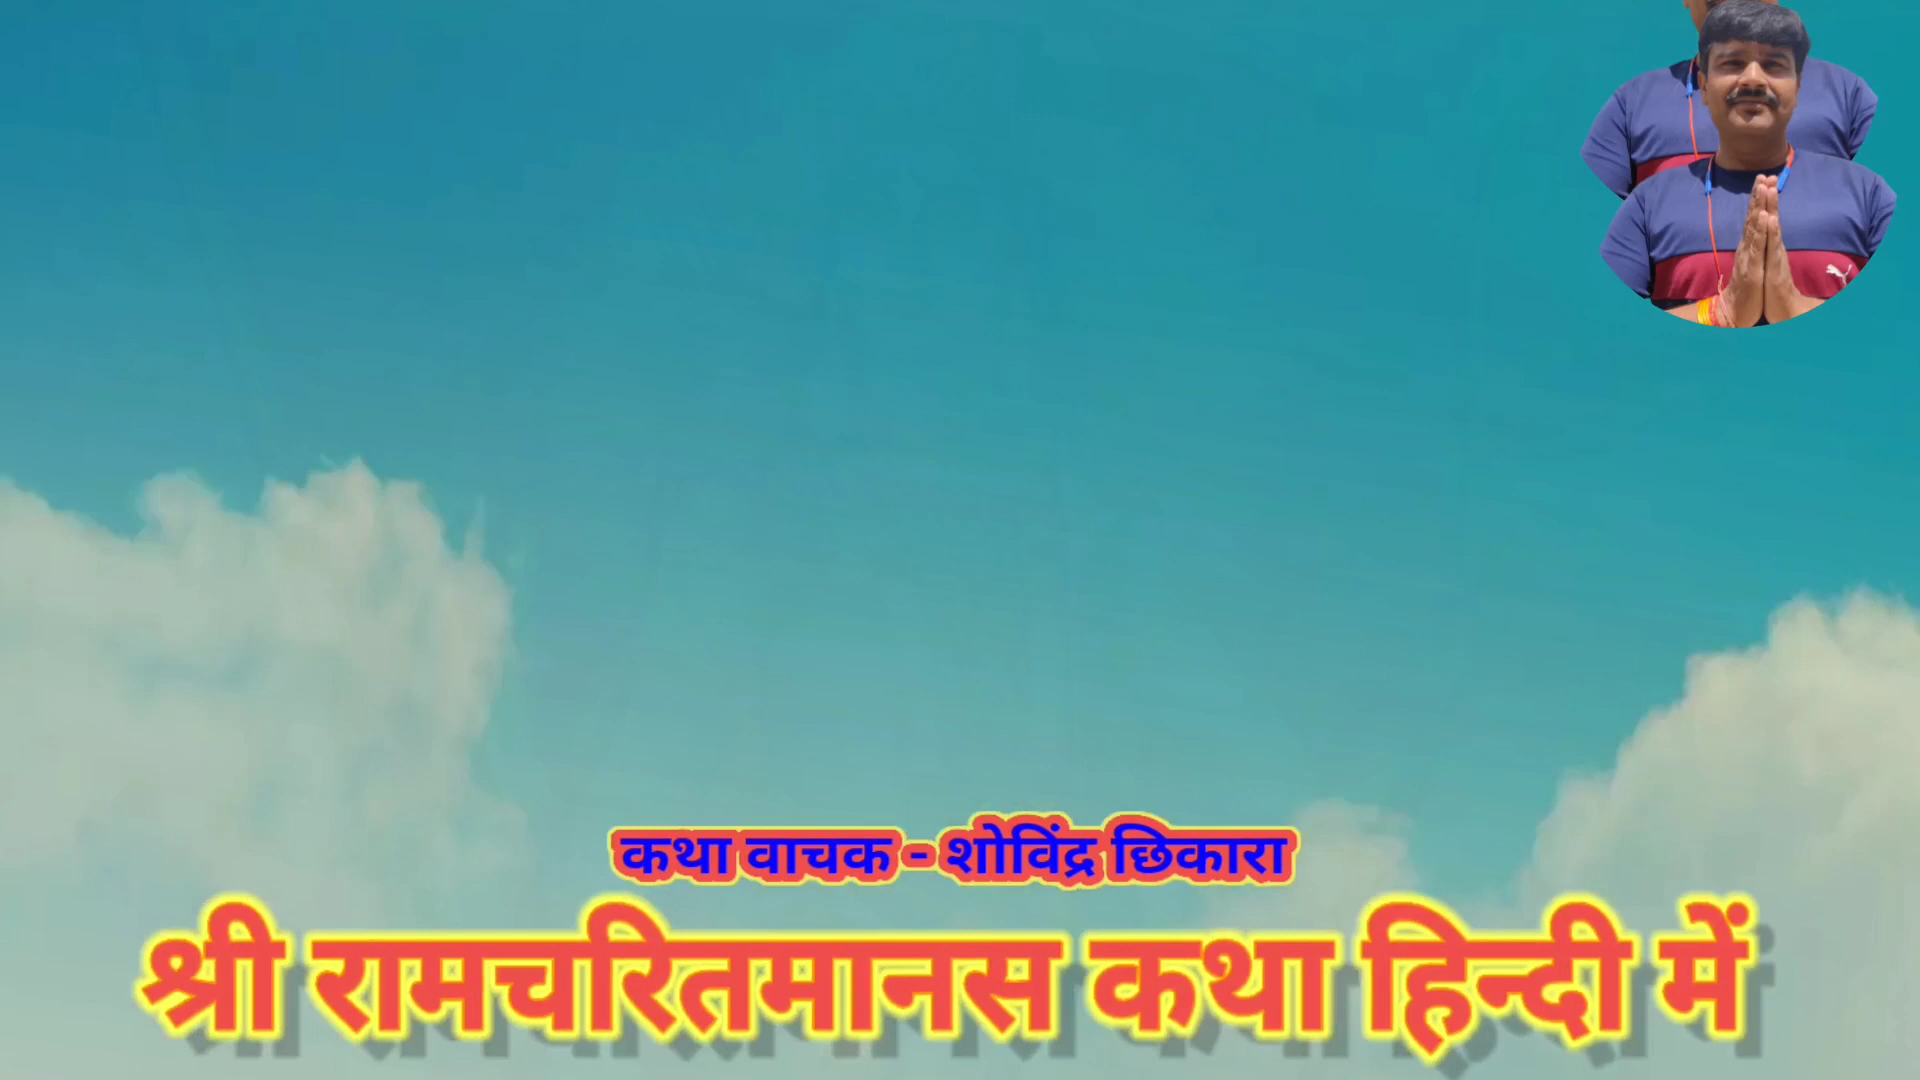 कथा वाचक - शोविंद्र छिकारा
श्री रामचरितमानस कथा हिन्दी में